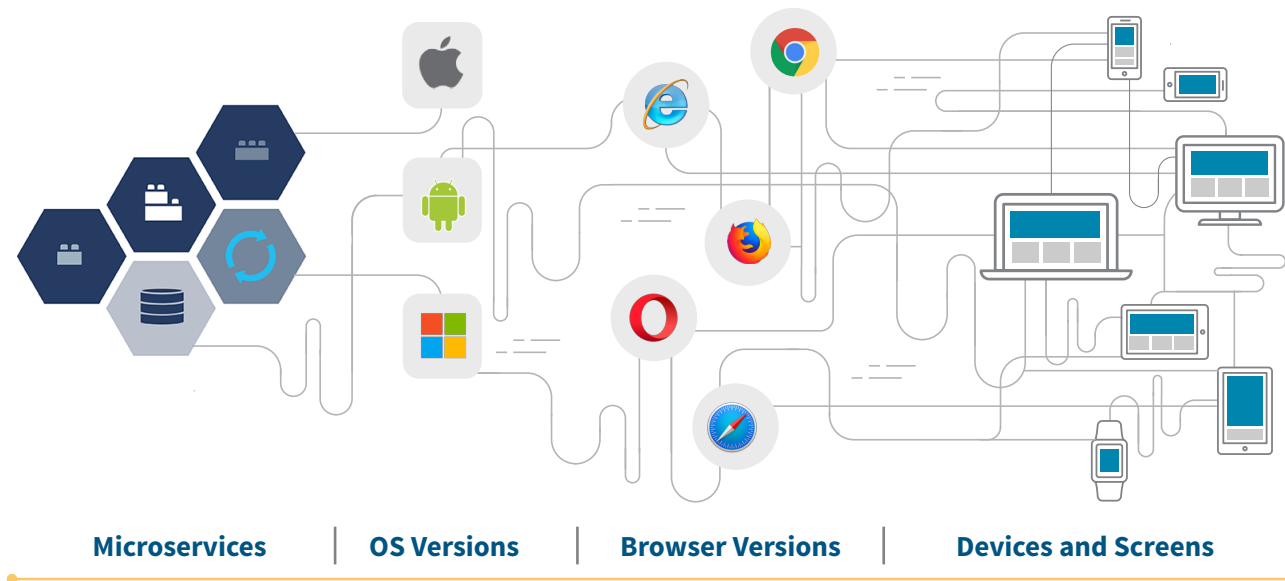 Microservices
OS Versions
Browser Versions
Devices and Screens